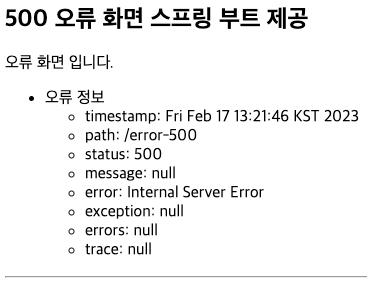 500 오류 화면 스프링 부트 제공
오류 화면 입니다.
오류 정보
timestamp: Fri Feb 17 13:21:46 KST 2023
path: /error-500
status: 500
message: null
error: Internal Server Error
exception: null
errors: null
trace: null